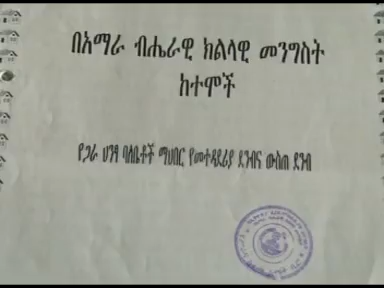 በአማራ ብሔራዊ ክልላዊ መንግስት
ከተሞች
የጋራ ህንፃ ባለቤቶች ማህበር የመተዳደሪያ ደንብና ውስጠ ደንብ